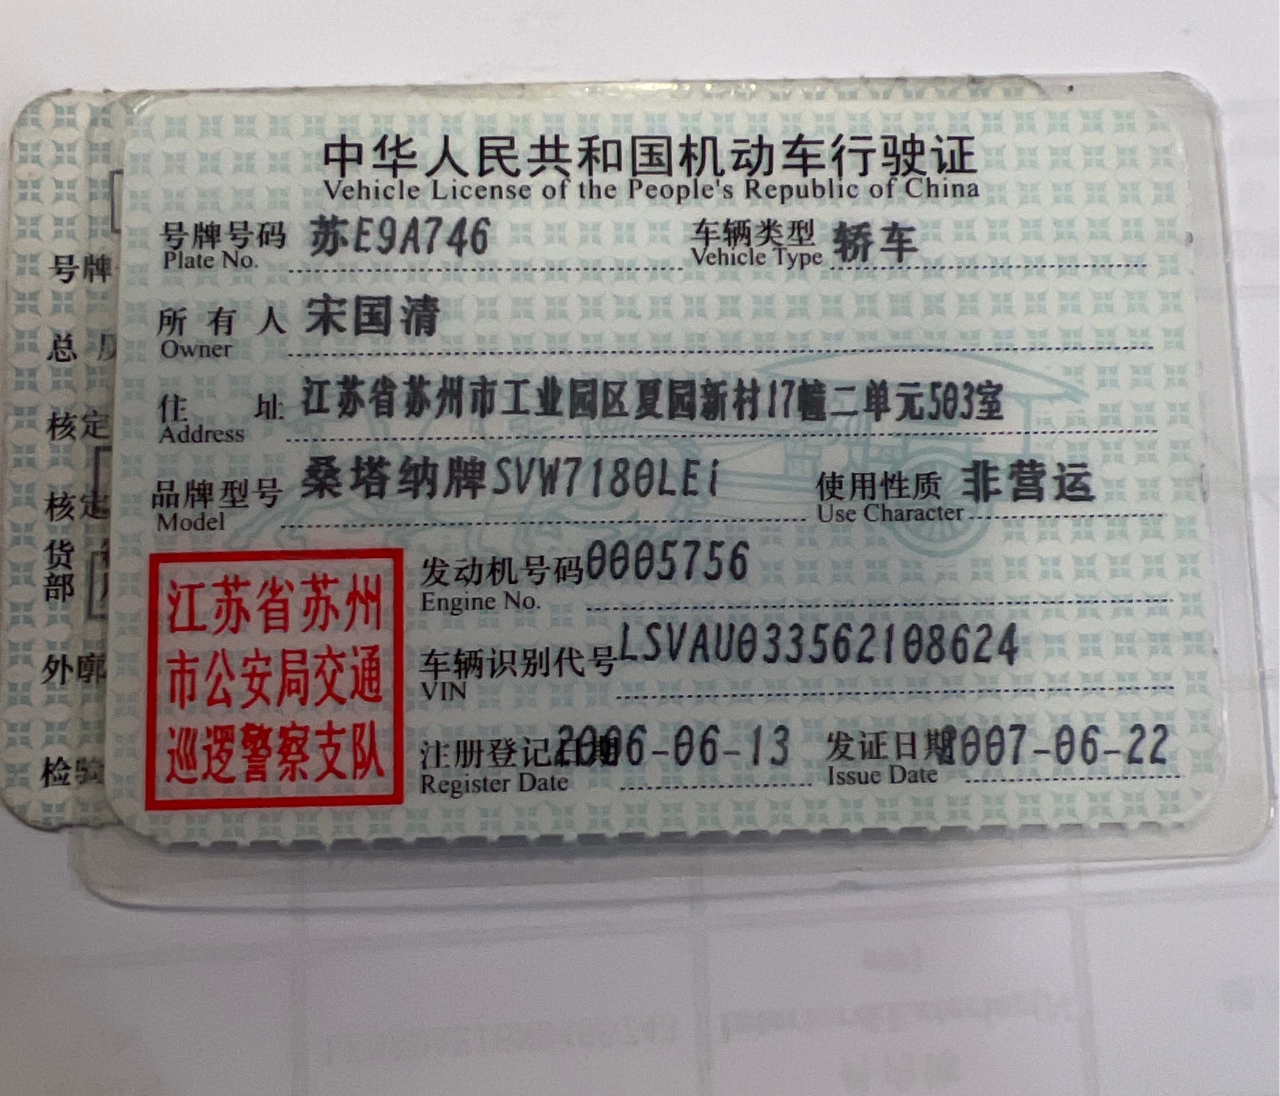 中华人民共和国机动车行驶证
Vehicle License of the People's Republic of China
号牌号码 苏E9A746 车辆类型 轿车
Plate No. Vehicle Type
所有人 宋国清
Owner
住址 江苏省苏州市工业园区夏园新村17幢二单元503室
Address
品牌型号 桑塔纳牌SVW7180LEi 使用性质 非营运
Model Use Character
发动机号码 0005756
Engine No.
车辆识别代号 LSVAU033562108624
VIN
注册登记日期 2006-06-13 发证日期 2007-06-22
Register Date Issue Date
江苏省苏州
市公安局交通
巡逻警察支队
号牌
总
核定
核定
货
部
外廓
检验